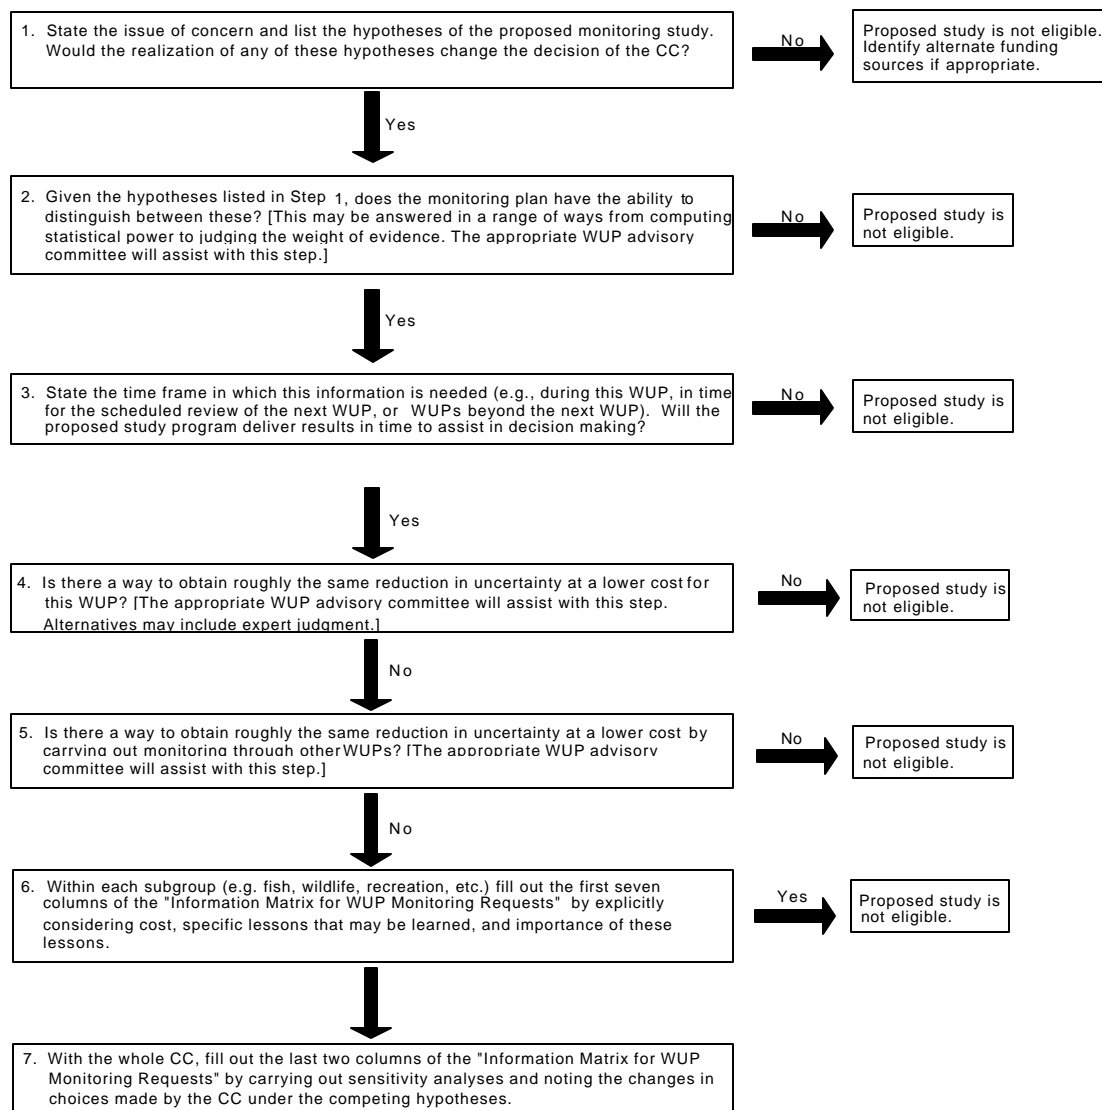 1. State the issue of concern and list the hypotheses of the proposed monitoring study.
Would the realization of any of these hypotheses change the decision of the CC?
No
Proposed study is not eligible.
Identify alternate funding
sources if appropriate.
Yes
2. Given the hypotheses listed in Step 1, does the monitoring plan have the ability to
distinguish between these? [This may be answered in a range of ways from computing
statistical power to judging the weight of evidence. The appropriate WUP advisory
committee will assist with this step.]
No
Proposed study is
not eligible.
Yes
3. State the time frame in which this information is needed (e.g., during this WUP, in time
for the scheduled review of the next WUP, or WUPs beyond the next WUP). Will the
proposed study program deliver results in time to assist in decision making?
No
Proposed study is
not eligible.
Yes
4. Is there a way to obtain roughly the same reduction in uncertainty at a lower cost for
this WUP? [The appropriate WUP advisory committee will assist with this step.
Alternatives may include expert judgment.]
No
Proposed study is
not eligible.
No
5. Is there a way to obtain roughly the same reduction in uncertainty at a lower cost by
carrying out monitoring through other WUPs? [The appropriate WUP advisory
committee will assist with this step.]
No
Proposed study is
not eligible.
No
6. Within each subgroup (e.g. fish, wildlife, recreation, etc.) fill out the first seven
columns of the "Information Matrix for WUP Monitoring Requests" by explicitly
considering cost, specific lessons that may be learned, and importance of these
lessons.
Yes
Proposed study is
not eligible.
7. With the whole CC, fill out the last two columns of the "Information Matrix for WUP
Monitoring Requests" by carrying out sensitivity analyses and noting the changes in
choices made by the CC under the competing hypotheses.